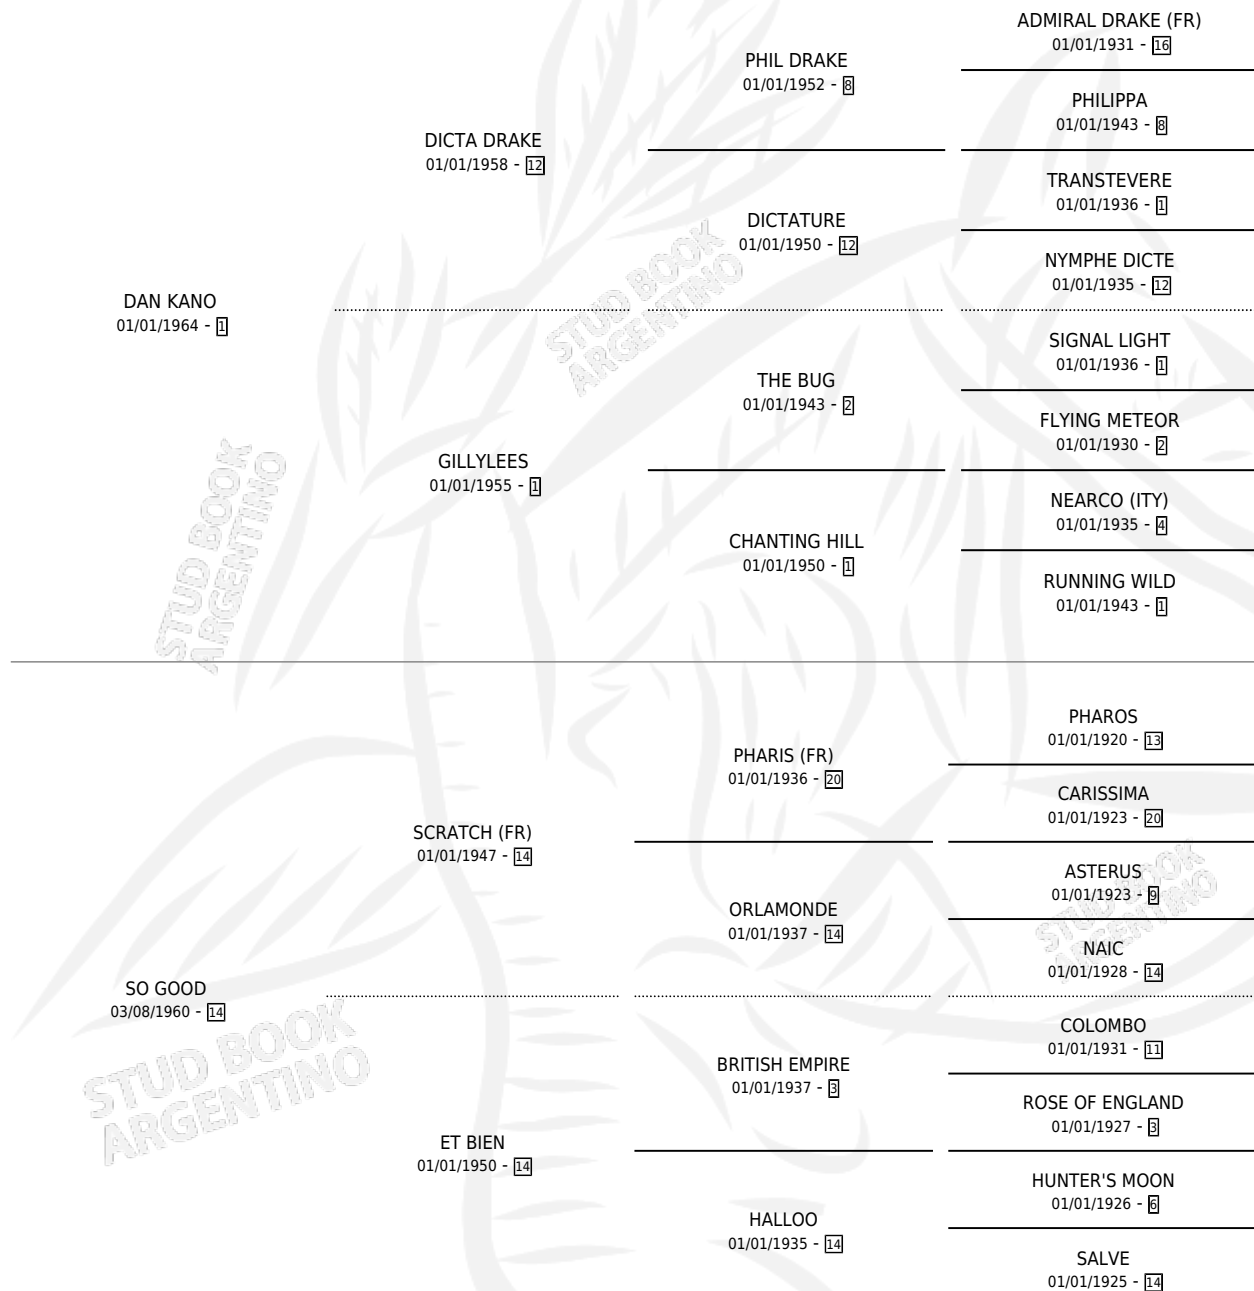 ADMIRAL DRAKE (FR)
01/01/1931 - 16
PHIL DRAKE
01/01/1952 - 8
PHILIPPA
01/01/1943 - 8
DICTA DRAKE
01/01/1958 - 12
TRANSTEVERE
01/01/1936 - 1
DICTATURE
01/01/1950 - 12
NYMPHE DICTE
01/01/1935 - 12
DAN KANO
01/01/1964 - 1
STUD BOOK
ARGENTINO
SIGNAL LIGHT
01/01/1936 - 1
THE BUG
01/01/1943 - 2
FLYING METEOR
01/01/1930 - 2
GILLYLEES
01/01/1955 - 1
NEARCO (ITY)
01/01/1935 - 4
CHANTING HILL
01/01/1950 - 1
RUNNING WILD
01/01/1943 - 1
STUD BOOK
ARGENTINO
PHAROS
01/01/1920 - 13
PHARIS (FR)
01/01/1936 - 20
CARISSIMA
01/01/1923 - 20
SCRATCH (FR)
01/01/1947 - 14
ASTERUS
01/01/1923 - 9
ORLAMONDE
01/01/1937 - 14
STUD BOOK
ARGENTINO
NAIC
01/01/1928 - 14
SO GOOD
03/08/1960 - 14
STUD BOOK
ARGENTINO
COLOMBO
01/01/1931 - 11
BRITISH EMPIRE
01/01/1937 - 3
ROSE OF ENGLAND
01/01/1927 - 3
ET BIEN
01/01/1950 - 14
HUNTER'S MOON
01/01/1926 - 6
HALLOO
01/01/1935 - 14
SALVE
01/01/1925 - 14